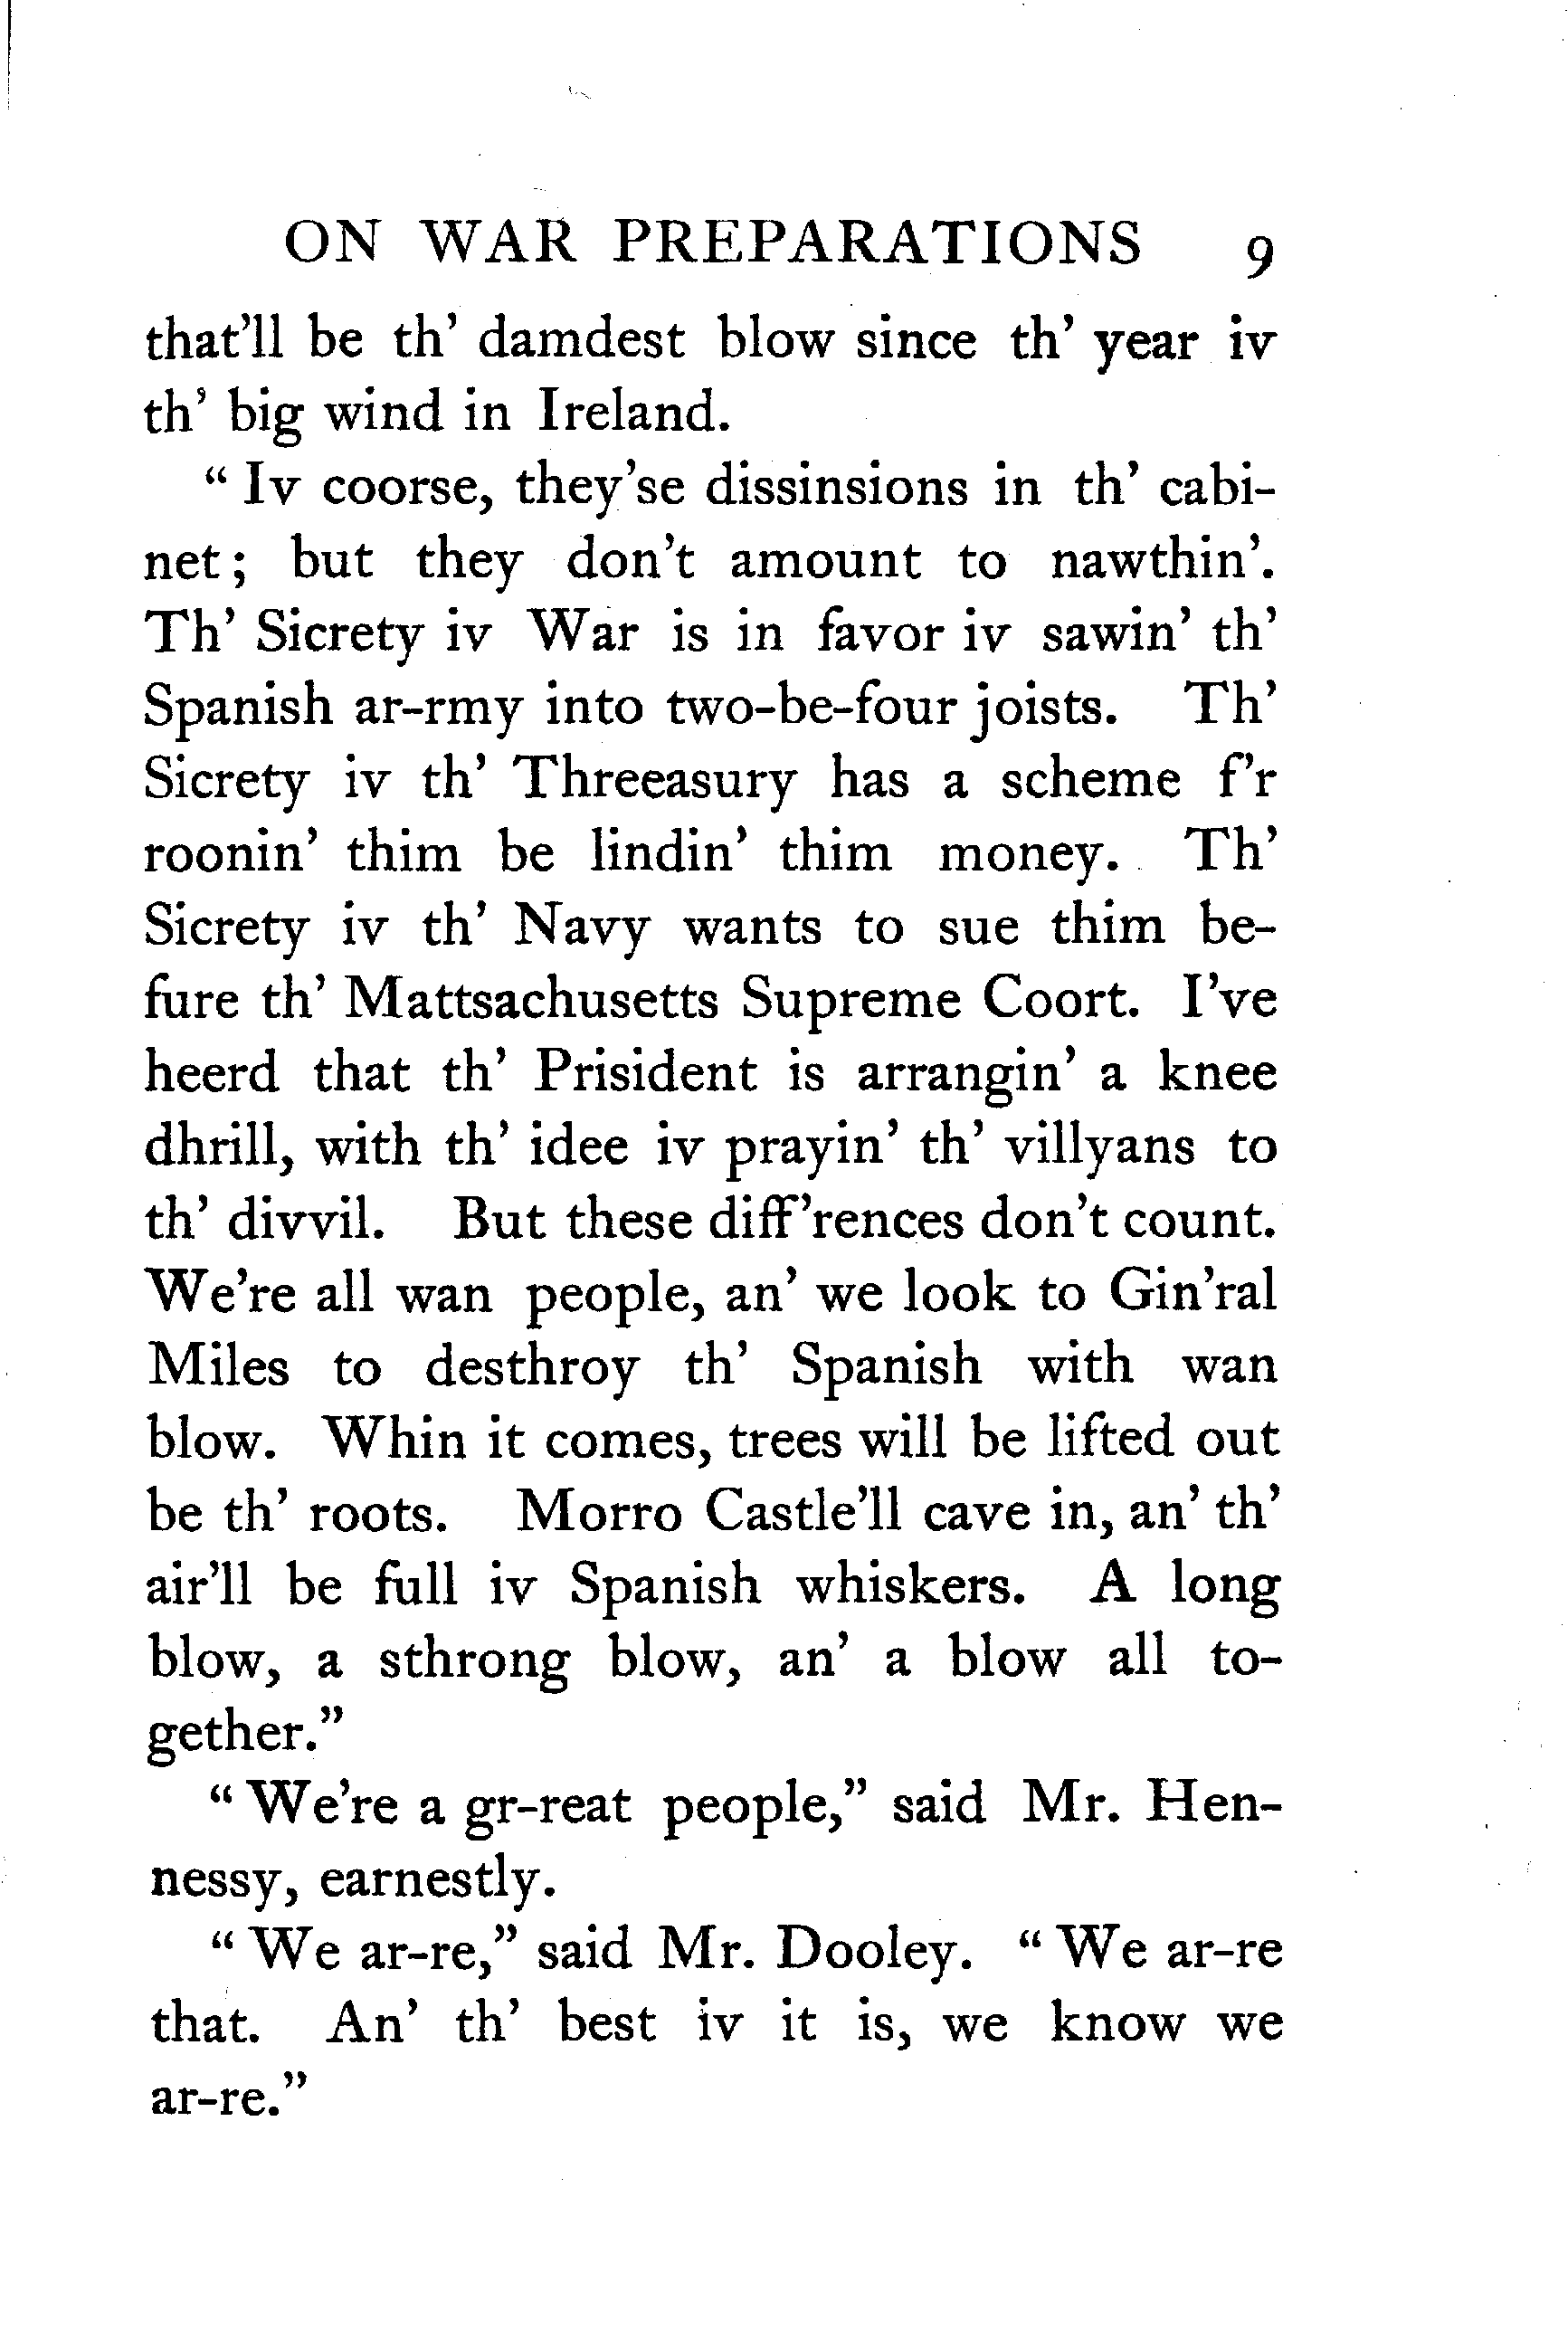 ON WAR PREPARATIONS 9
that'll be th' damdest blow since th' year iv
th' big wind in Ireland.
" Iv coorse, they'se dissinsions in th' cabi-
net; but they don't amount to nawthin'.
Th' Sicrety iv War is in favor iv sawin' th'
Spanish ar-rmy into two-be-four joists. Th'
Sicrety iv th' Threeasury has a scheme f'r
roonin' thim be lindin' thim money. Th'
Sicrety iv th' Navy wants to sue thim be-
fure th' Mattsachusetts Supreme Coort. I've
heerd that th' Prisident is arrangin' a knee
dhrill, with th' idee iv prayin' th' villyans to
th' divvil. But these diff'rences don't count.
We're all wan people, an' we look to Gin'ral
Miles to desthroy th' Spanish with wan
blow. Whin it comes, trees will be lifted out
be th' roots. Morro Castle'll cave in, an' th'
air'll be full iv Spanish whiskers. A long
blow, a sthrong blow, an' a blow all to-
gether."
" We're a gr-reat people," said Mr. Hen-
nessy, earnestly.
" We ar-re," said Mr. Dooley. " We ar-re
that. An' th' best iv it is, we know we
ar-re."